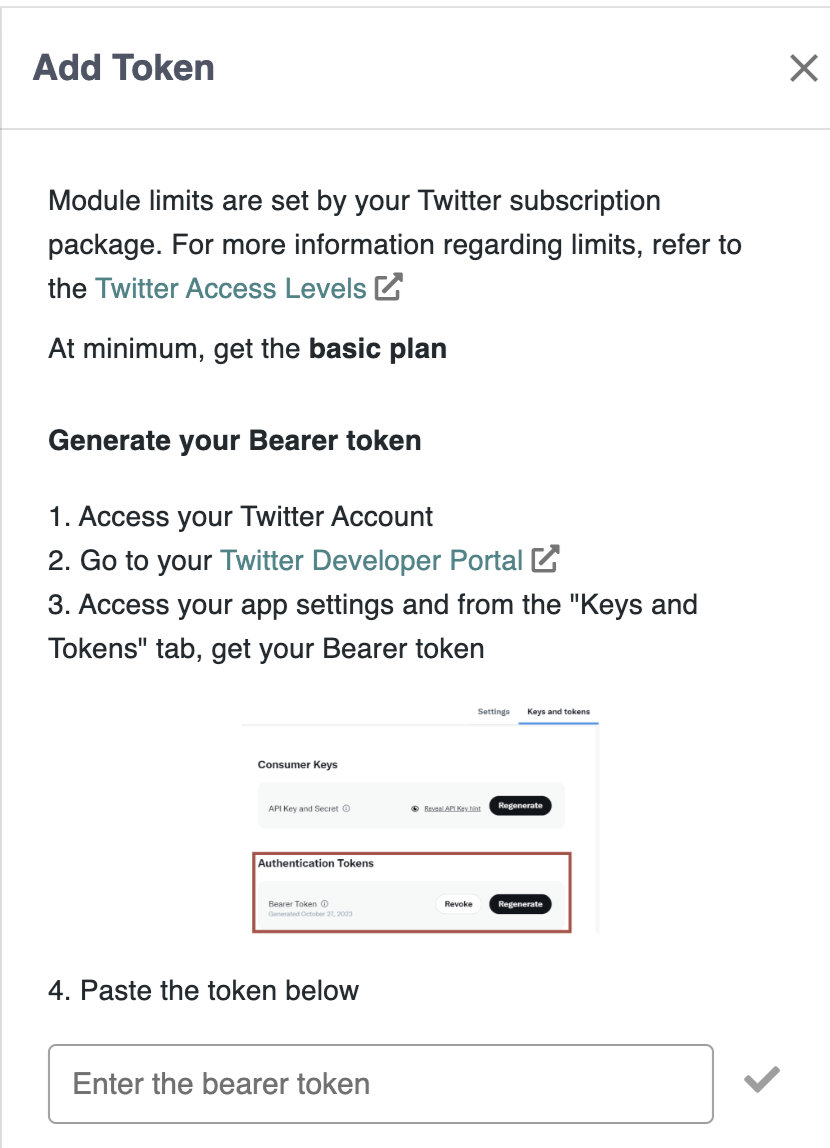 Add Token
Module limits are set by your Twitter subscription
package. For more information regarding limits, refer to
the Twitter Access Levels
At minimum, get the basic plan
Generate your Bearer token
1. Access your Twitter Account
2. Go to your Twitter Developer Portal
3. Access your app settings and from the "Keys and
Tokens" tab, get your Bearer token
Settings Keys and tokens
Consumer Keys
API Key and Secret Reveal API Key hint Regenerate
Authentication Tokens
Bearer Token Revoke Regenerate
Generated October 27, 2023
4. Paste the token below
Enter the bearer token